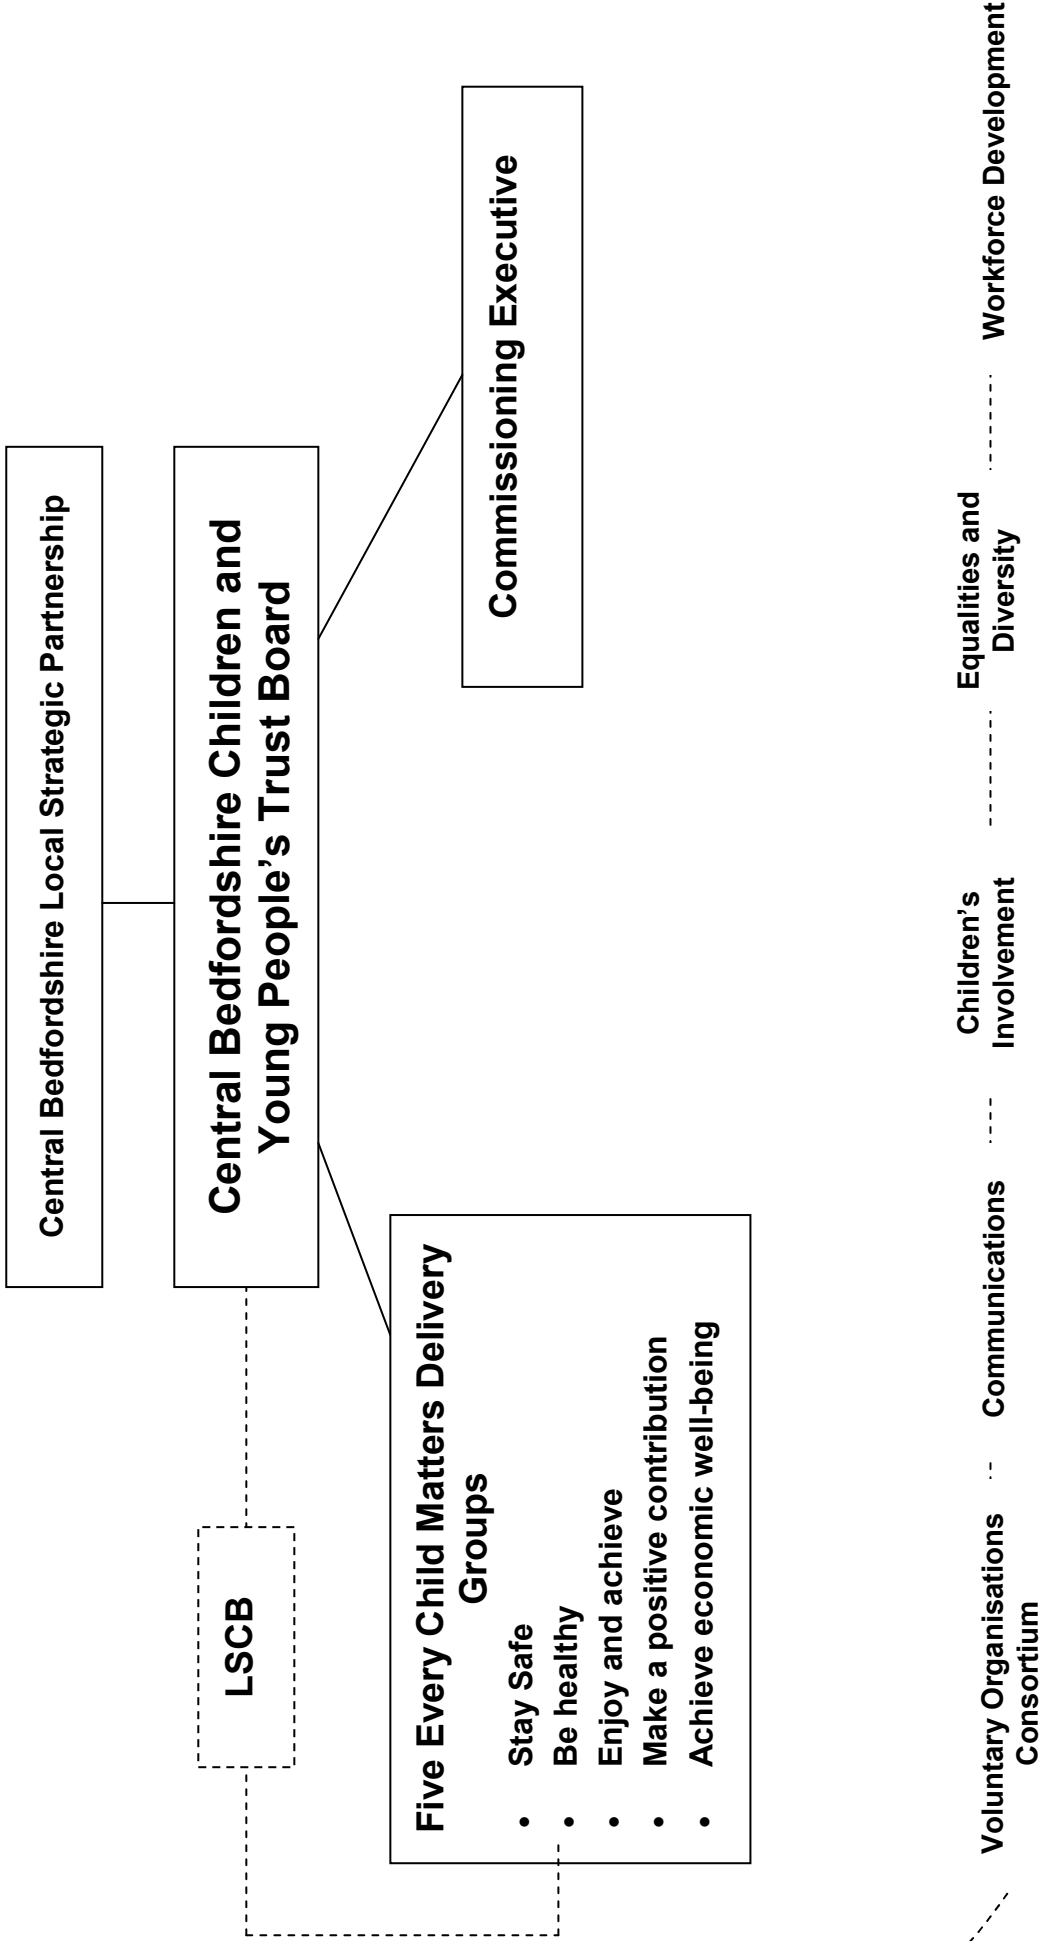 Central Bedfordshire Local Strategic Partnership
Central Bedfordshire Children and
Young People’s Trust Board
LSCB
Five Every Child Matters Delivery
Groups
• Stay Safe
• Be healthy
• Enjoy and achieve
• Make a positive contribution
• Achieve economic well-being
Commissioning Executive
Voluntary Organisations
Consortium
Communications
Children’s
Involvement
Equalities and
Diversity
Workforce Development